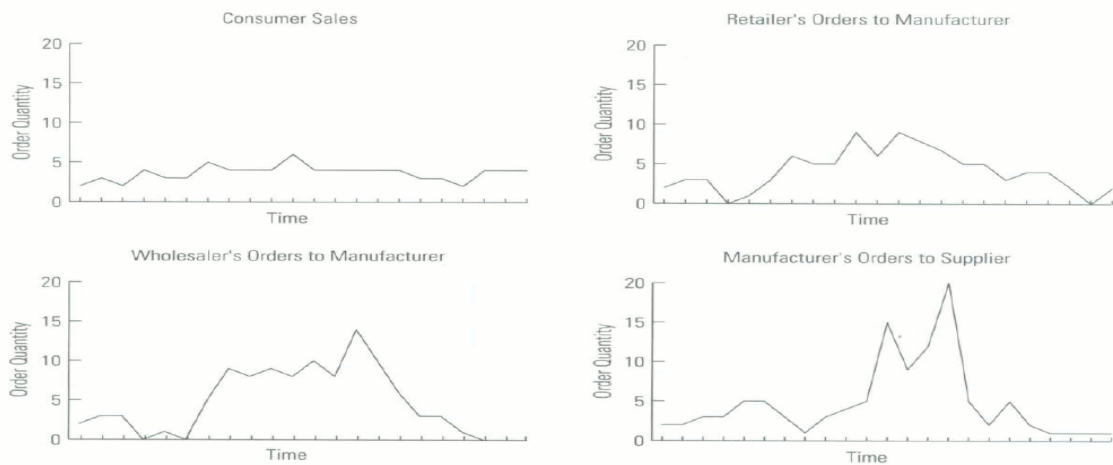 Consumer Sales
20
15
10
5
0
Order Quantity
Time
Retailer's Orders to Manufacturer
20
15
10
5
0
Order Quantity
Time
Wholesaler's Orders to Manufacturer
20
15
10
5
0
Order Quantity
Time
Manufacturer's Orders to Supplier
20
15
10
5
0
Order Quantity
Time